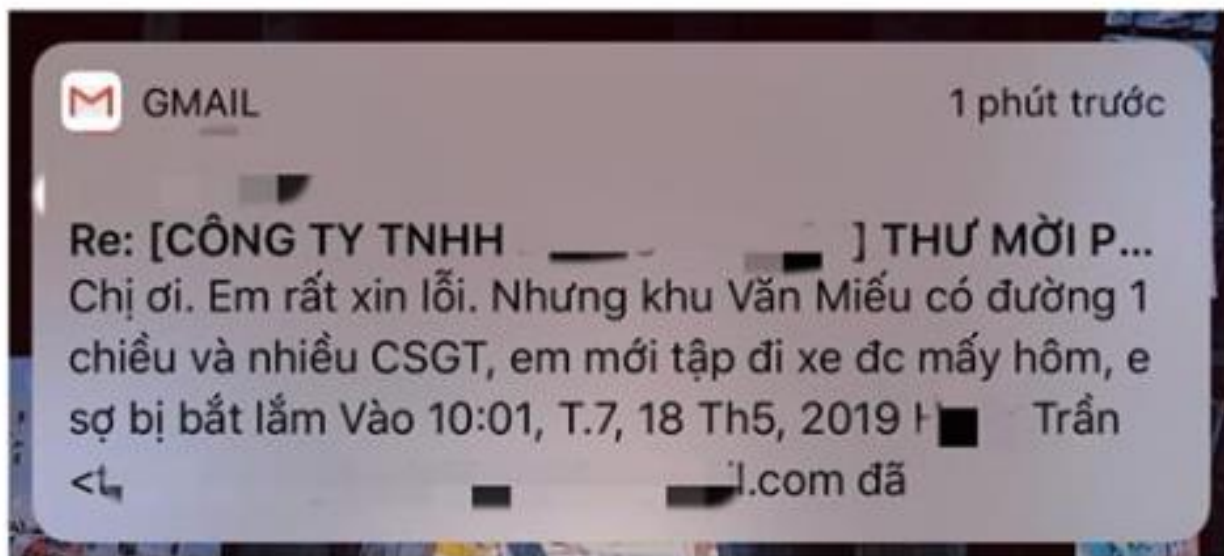 GMAIL 1 phút trước
Re: [CÔNG TY TNHH ] THƯ MỜI P...
Chị ơi. Em rất xin lỗi. Nhưng khu Văn Miếu có đường 1
chiều và nhiều CSGT, em mới tập đi xe đc mấy hôm, e
sợ bị bắt lắm Vào 10:01, T.7, 18 Th5, 2019 H Trần
<t l.com đã